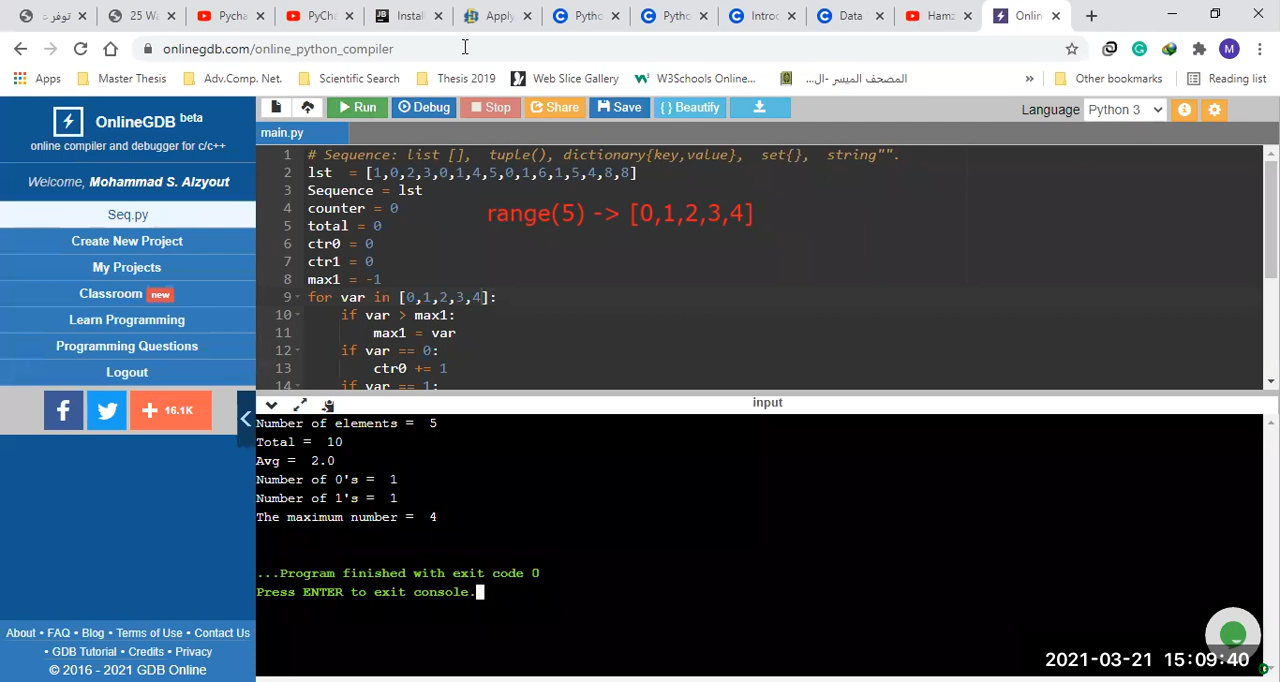 توفر ت
25 Wa
Pycha
PyCha
Install
Apply
Pytho
Pytho
Introc
Data
Hamz
Onlin
onlinegdb.com/online_python_compiler
M
Apps
Master Thesis
Adv.Comp. Net.
Scientific Search
Thesis 2019
Web Slice Gallery
W3Schools Online...
المصحف الميسر -ال...
»
Other bookmarks
Reading list
OnlineGDB beta
online compiler and debugger for c/c++
Welcome, Mohammad S. Alzyout
Seq.py
Create New Project
My Projects
Classroom new
Learn Programming
Programming Questions
Logout
f
+ 16.1K
About • FAQ • Blog • Terms of Use • Contact Us
• GDB Tutorial • Credits • Privacy
© 2016 - 2021 GDB Online
Run
Debug
Stop
Share
Save
{ } Beautify
Language Python 3
main.py
1 # Sequence: list [], tuple(), dictionary{key,value}, set{}, string"".
2 lst = [1,0,2,3,0,1,4,5,0,1,6,1,5,4,8,8]
3 Sequence = lst
4 counter = 0
range(5) -> [0,1,2,3,4]
5 total = 0
6 ctr0 = 0
7 ctr1 = 0
8 max1 = -1
9 for var in [0,1,2,3,4]:
10 if var > max1:
11 max1 = var
12 if var == 0:
13 ctr0 += 1
14 if var == 1:
input
Number of elements = 5
Total = 10
Avg = 2.0
Number of 0's = 1
Number of 1's = 1
The maximum number = 4
...Program finished with exit code 0
Press ENTER to exit console.
2021-03-21 15:09:40